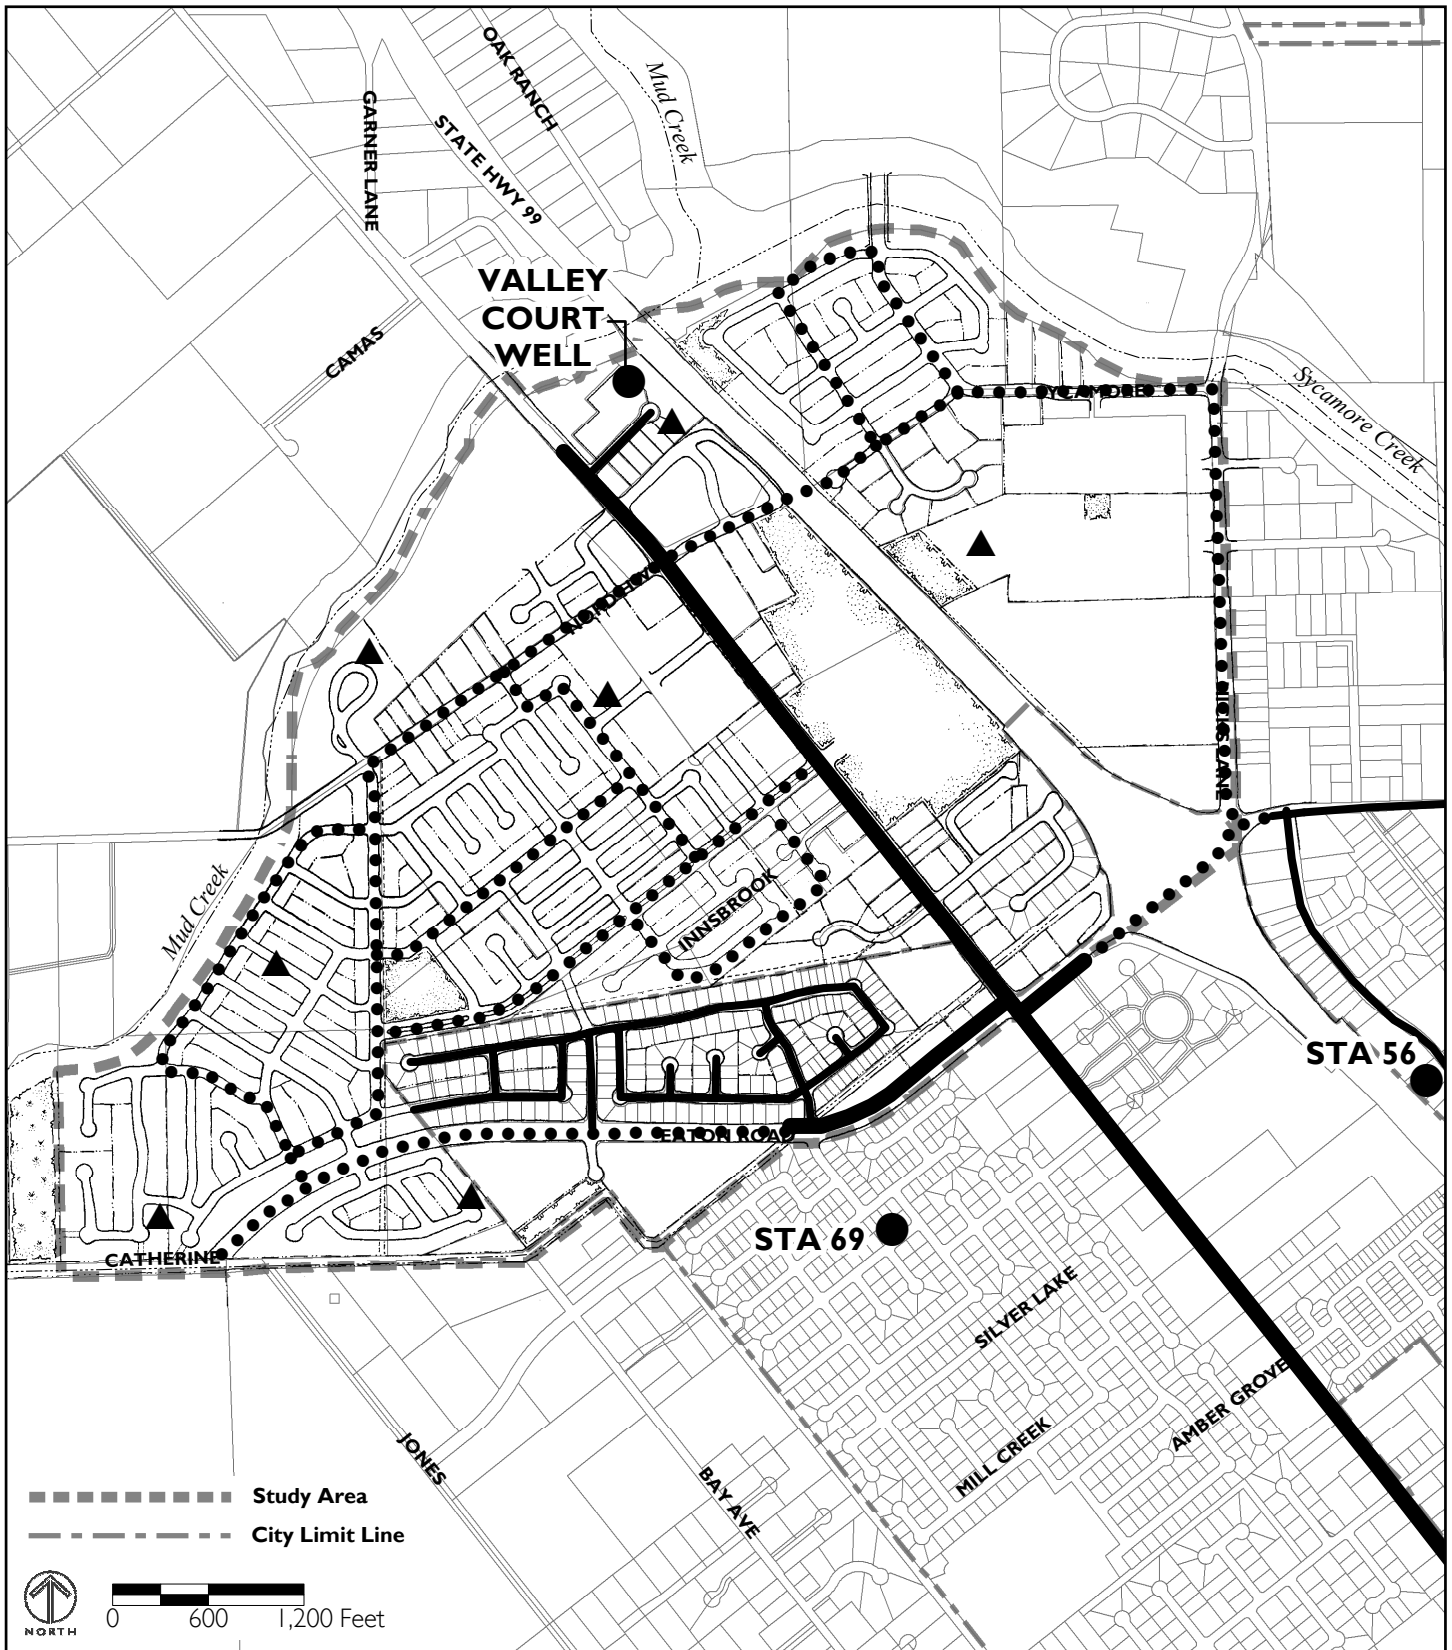 OAK RANCH
Mud Creek
GARNER LANE
STATE HWY 99
VALLEY
COURT
WELL
CAMAS
Sycamore Creek
SYCAMORE
NORD HWY
HICKS LANE
Mud Creek
INNSBROOK
STA 56
EATON ROAD
STA 69
CATHERINE
SILVER LAKE
AMBER GROVE
MILL CREEK
JONES
BAY AVE
Study Area
City Limit Line
NORTH
0 600 1,200 Feet